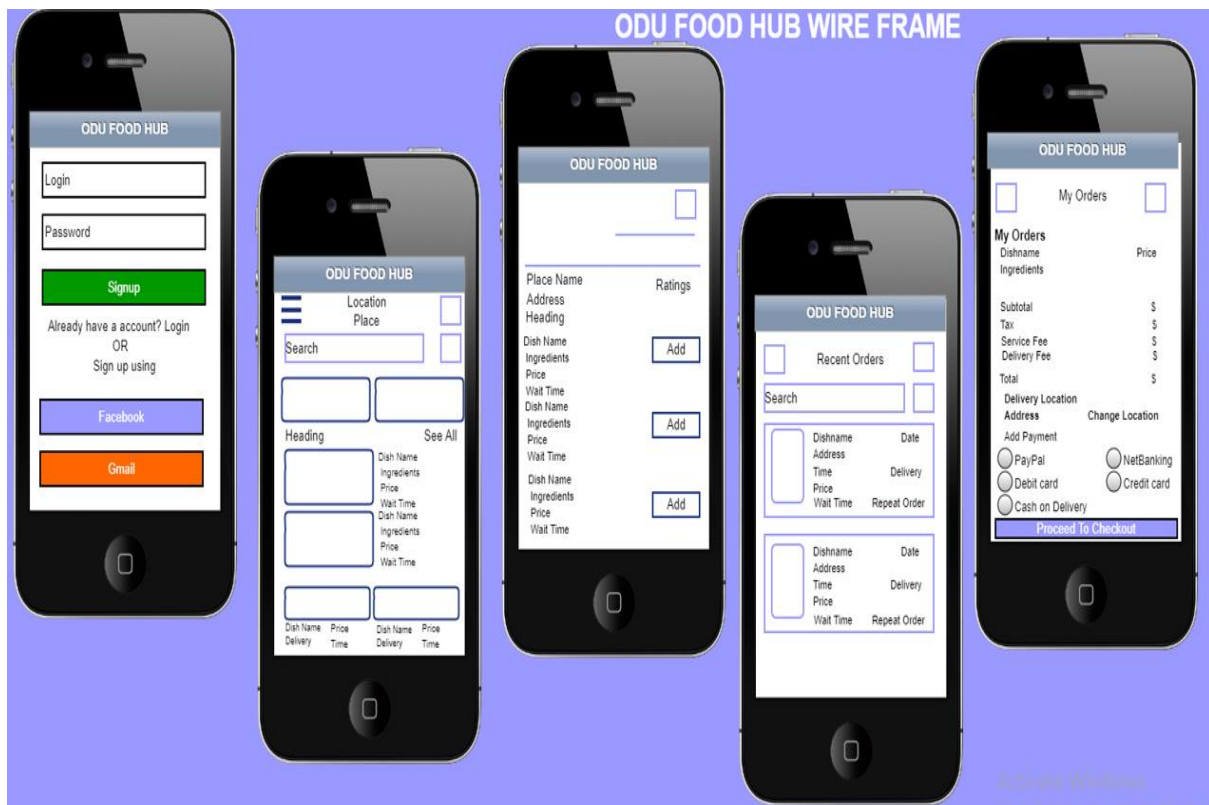 ODU FOOD HUB WIRE FRAME
ODU FOOD HUB
Login
Password
Signup
Already have a account? Login
OR
Sign up using
Facebook
Gmail
ODU FOOD HUB
Location
Place
Search
Heading See All
Dish Name
Ingredients
Price
Wait Time
Dish Name
Ingredients
Price
Wait Time
Dish Name Price Dish Name Price
Delivery Time Delivery Time
ODU FOOD HUB
Place Name Ratings
Address
Heading
Dish Name
Ingredients Add
Price
Wait Time
Dish Name
Ingredients Add
Price
Wait Time
Dish Name
Ingredients Add
Price
Wait Time
ODU FOOD HUB
Recent Orders
Search
Dishname Date
Address
Time Delivery
Price
Wait Time Repeat Order
Dishname Date
Address
Time Delivery
Price
Wait Time Repeat Order
ODU FOOD HUB
My Orders
My Orders
Dishname Price
Ingredients
Subtotal $
Tax $
Service Fee $
Delivery Fee $
Total $
Delivery Location
Address Change Location
Add Payment
PayPal NetBanking
Debit card Credit card
Cash on Delivery
Proceed To Checkout
Activate Windows